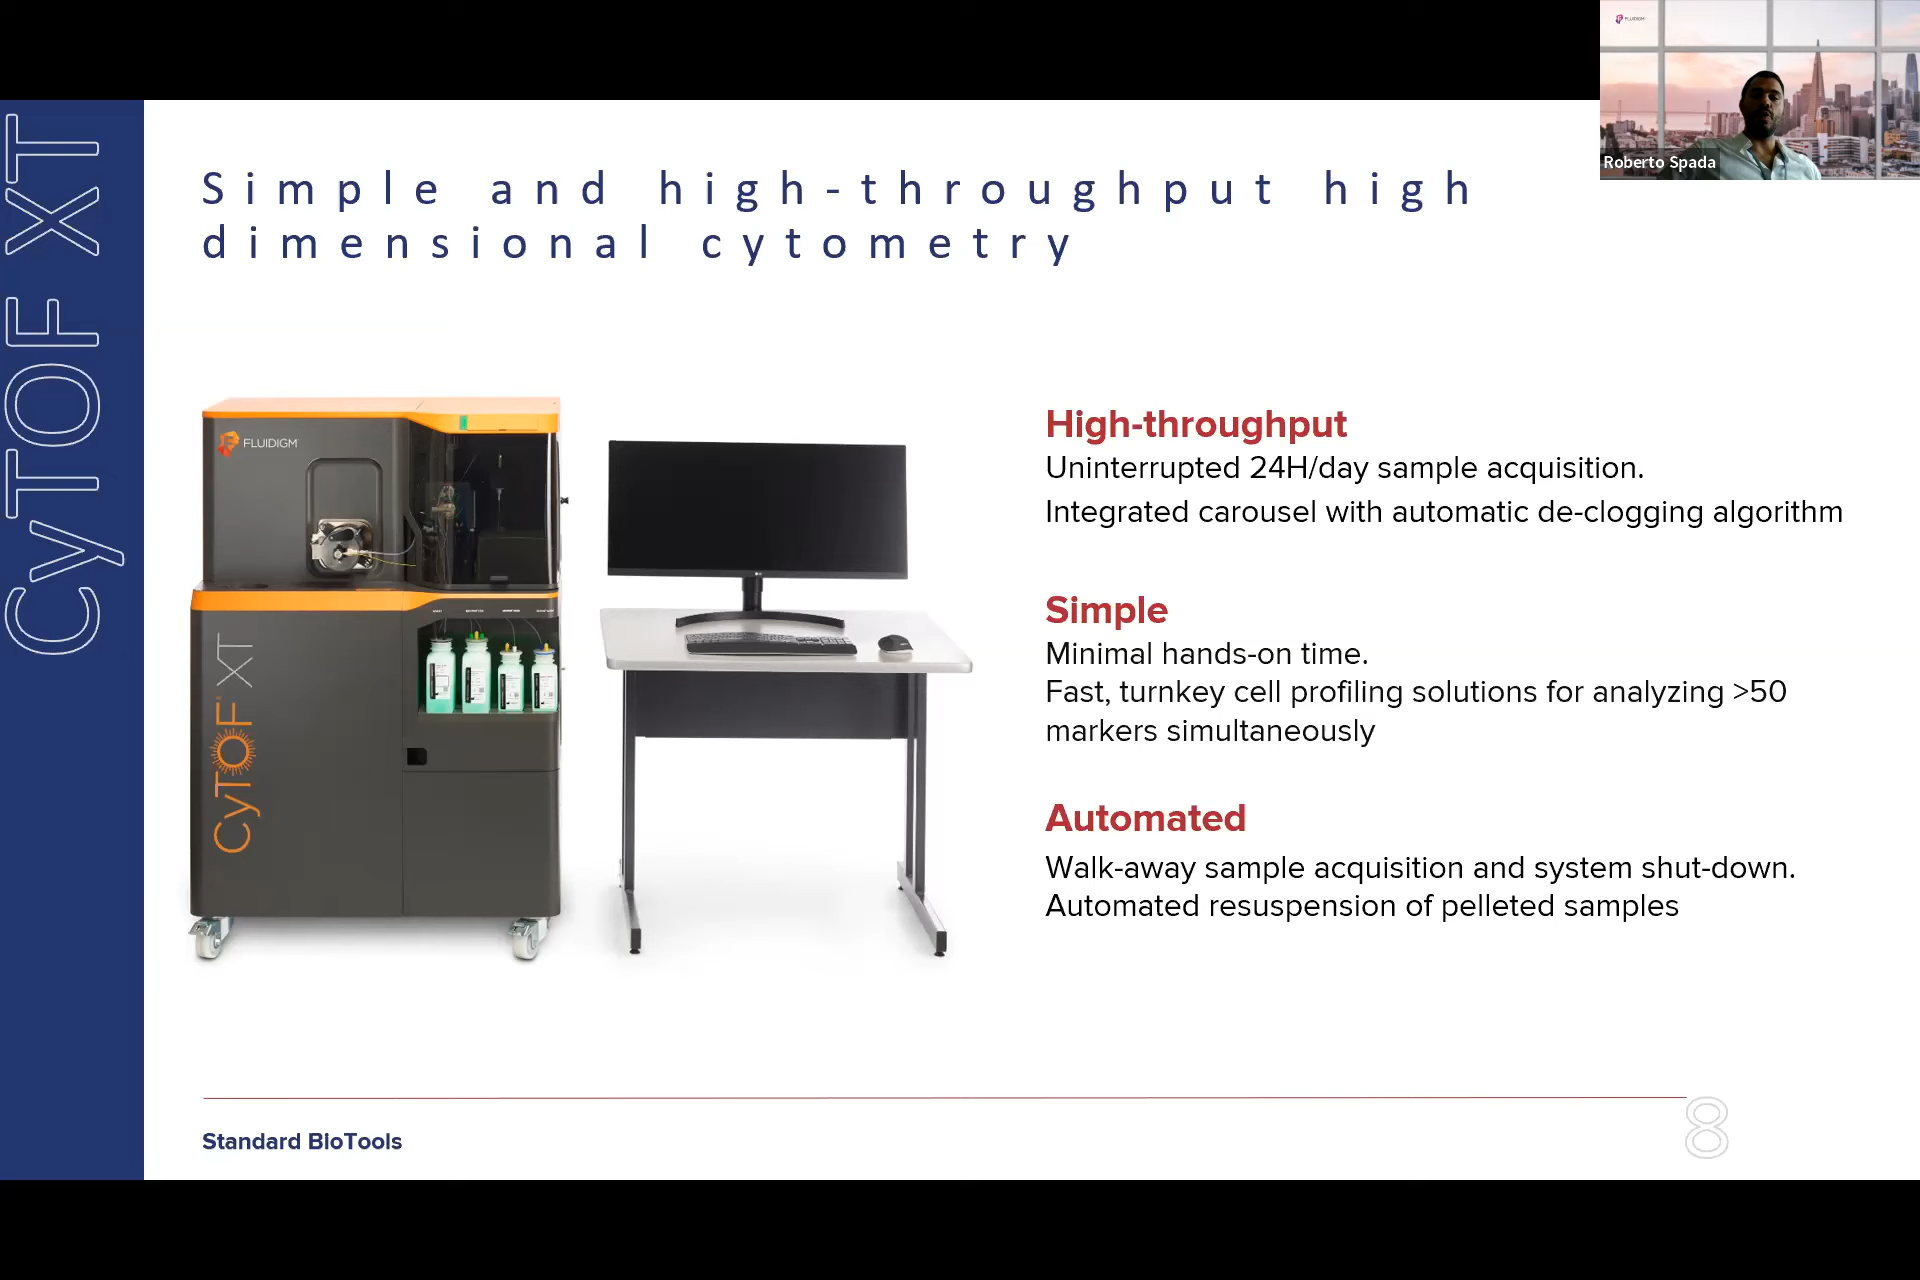 FLUIDIGM
Roberto Spada
CyTOF XT
Simple and high-throughput high
dimensional cytometry
FLUIDIGM
CyTOF XT
High-throughput
Uninterrupted 24H/day sample acquisition.
Integrated carousel with automatic de-clogging algorithm
Simple
Minimal hands-on time.
Fast, turnkey cell profiling solutions for analyzing >50
markers simultaneously
Automated
Walk-away sample acquisition and system shut-down.
Automated resuspension of pelleted samples
Standard BioTools
8